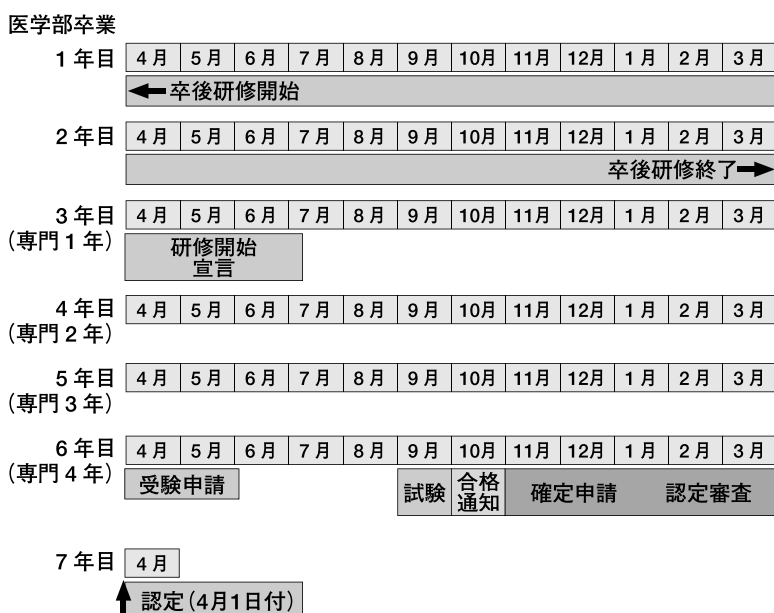 医学部卒業
1年目 4月 5月 6月 7月 8月 9月 10月 11月 12月 1月 2月 3月
卒後研修開始
2年目 4月 5月 6月 7月 8月 9月 10月 11月 12月 1月 2月 3月
卒後研修終了
3年目 4月 5月 6月 7月 8月 9月 10月 11月 12月 1月 2月 3月
(専門1年)
研修開始
宣言
4年目 4月 5月 6月 7月 8月 9月 10月 11月 12月 1月 2月 3月
(専門2年)
5年目 4月 5月 6月 7月 8月 9月 10月 11月 12月 1月 2月 3月
(専門3年)
6年目 4月 5月 6月 7月 8月 9月 10月 11月 12月 1月 2月 3月
(専門4年)
受験申請 試験 合格 確定申請 認定審査
通知
7年目 4月
認定(4月1日付)